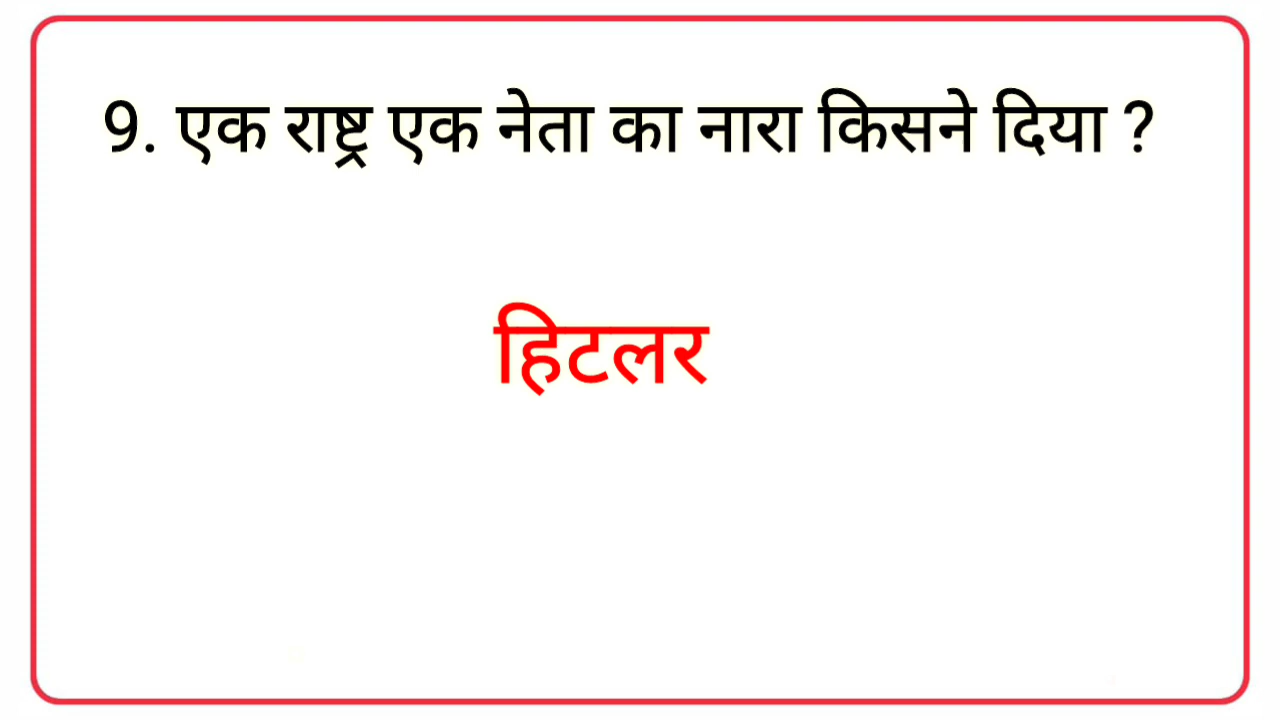 9. एक राष्ट्र एक नेता का नारा किसने दिया ?
हिटलर